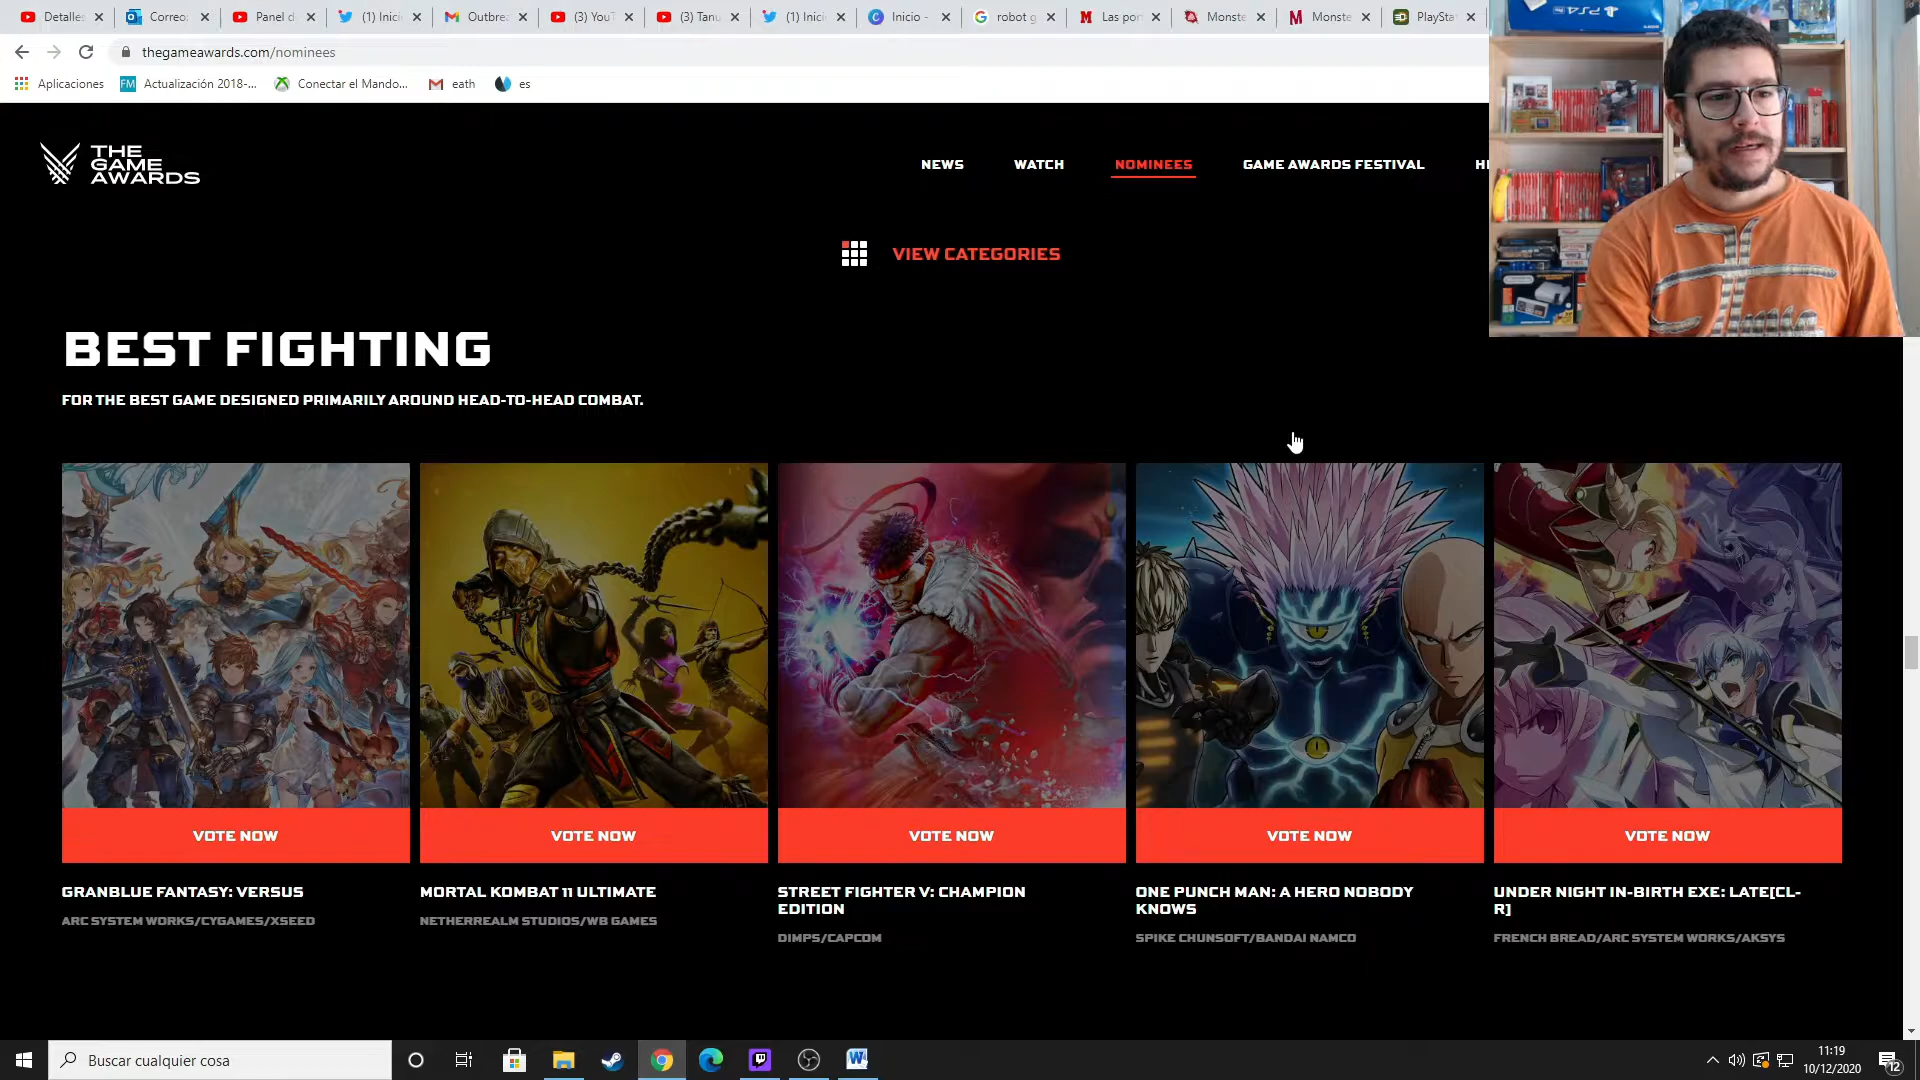 Detalles
Correo:
Panel d
(1) Inici
Outbrea
(3) YouT
(3) Tanu
(1) Inici
Inicio -
robot g
Las por
Monste
Monste
PlaySta
thegameawards.com/nominees
Aplicaciones
FM
Actualización 2018-...
Conectar el Mando...
eath
es
PS4
THE
GAME
AWARDS
NEWS
WATCH
NOMINEES
GAME AWARDS FESTIVAL
VIEW CATEGORIES
BEST FIGHTING
FOR THE BEST GAME DESIGNED PRIMARILY AROUND HEAD-TO-HEAD COMBAT.
VOTE NOW
VOTE NOW
VOTE NOW
VOTE NOW
VOTE NOW
GRANBLUE FANTASY: VERSUS
ARC SYSTEM WORKS/CYGAMES/XSEED
MORTAL KOMBAT 11 ULTIMATE
NETHERREALM STUDIOS/WB GAMES
STREET FIGHTER V: CHAMPION
EDITION
DIMPS/CAPCOM
ONE PUNCH MAN: A HERO NOBODY
KNOWS
SPIKE CHUNSOFT/BANDAI NAMCO
UNDER NIGHT IN-BIRTH EXE: LATE[CL-
R]
FRENCH BREAD/ARC SYSTEM WORKS/AKSYS
Buscar cualquier cosa
11:19
10/12/2020
12